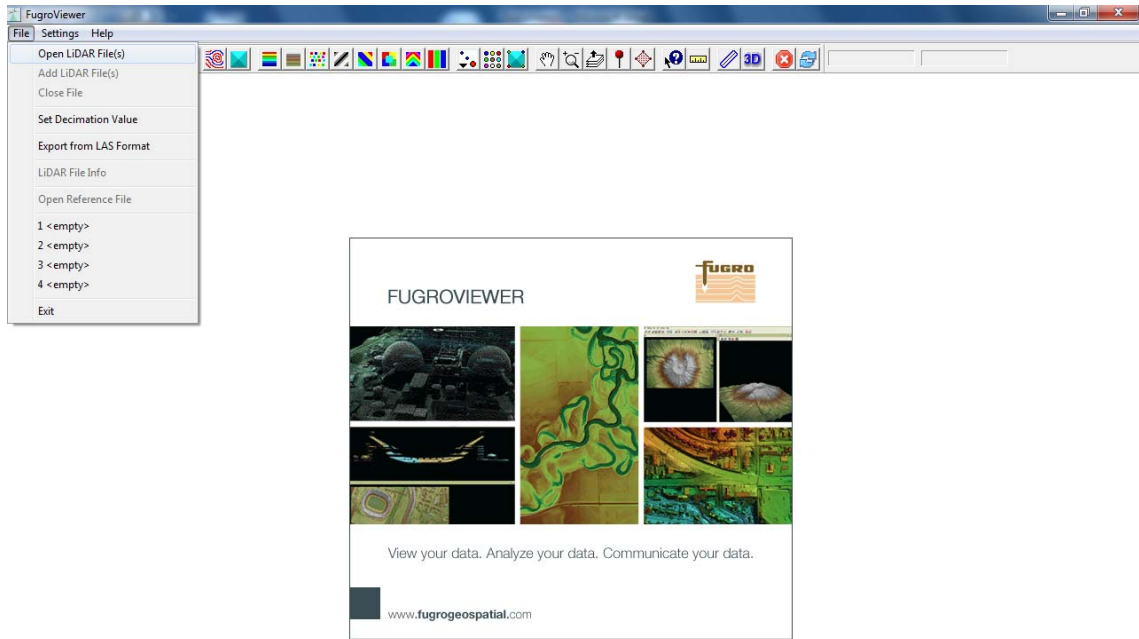 FugroViewer
File Settings Help
Open LiDAR File(s)
Add LiDAR File(s)
Close File
Set Decimation Value
Export from LAS Format
LiDAR File Info
Open Reference File
1 <empty>
2 <empty>
3 <empty>
4 <empty>
Exit
3D
FUGRO
FUGROVIEWER
View your data. Analyze your data. Communicate your data.
www.fugrogeospatial.com